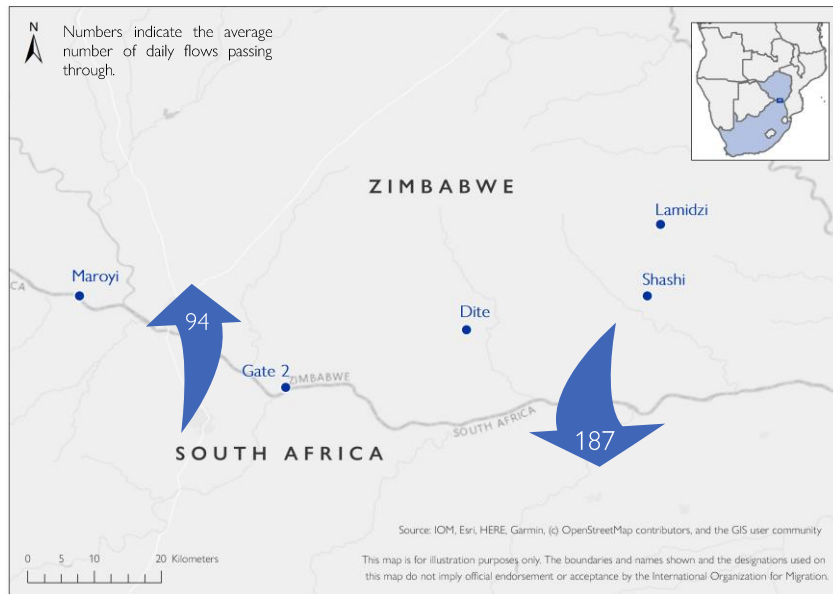 N
Numbers indicate the average
number of daily flows passing
through.
ZIMBABWE
Lamidzi
Maroyi
Shashi
CA
94
Dite
Gate 2
ZIMBABWE
SOUTH AFRICA
187
SOUTH AFRICA
Source: IOM, Esri, HERE, Garmin, (c) OpenStreetMap contributors, and the GIS user community
0 5 10 20 Kilometers
This map is for illustration purposes only. The boundaries and names shown and the designations used on
this map do not imply official endorsement or acceptance by the International Organization for Migration.